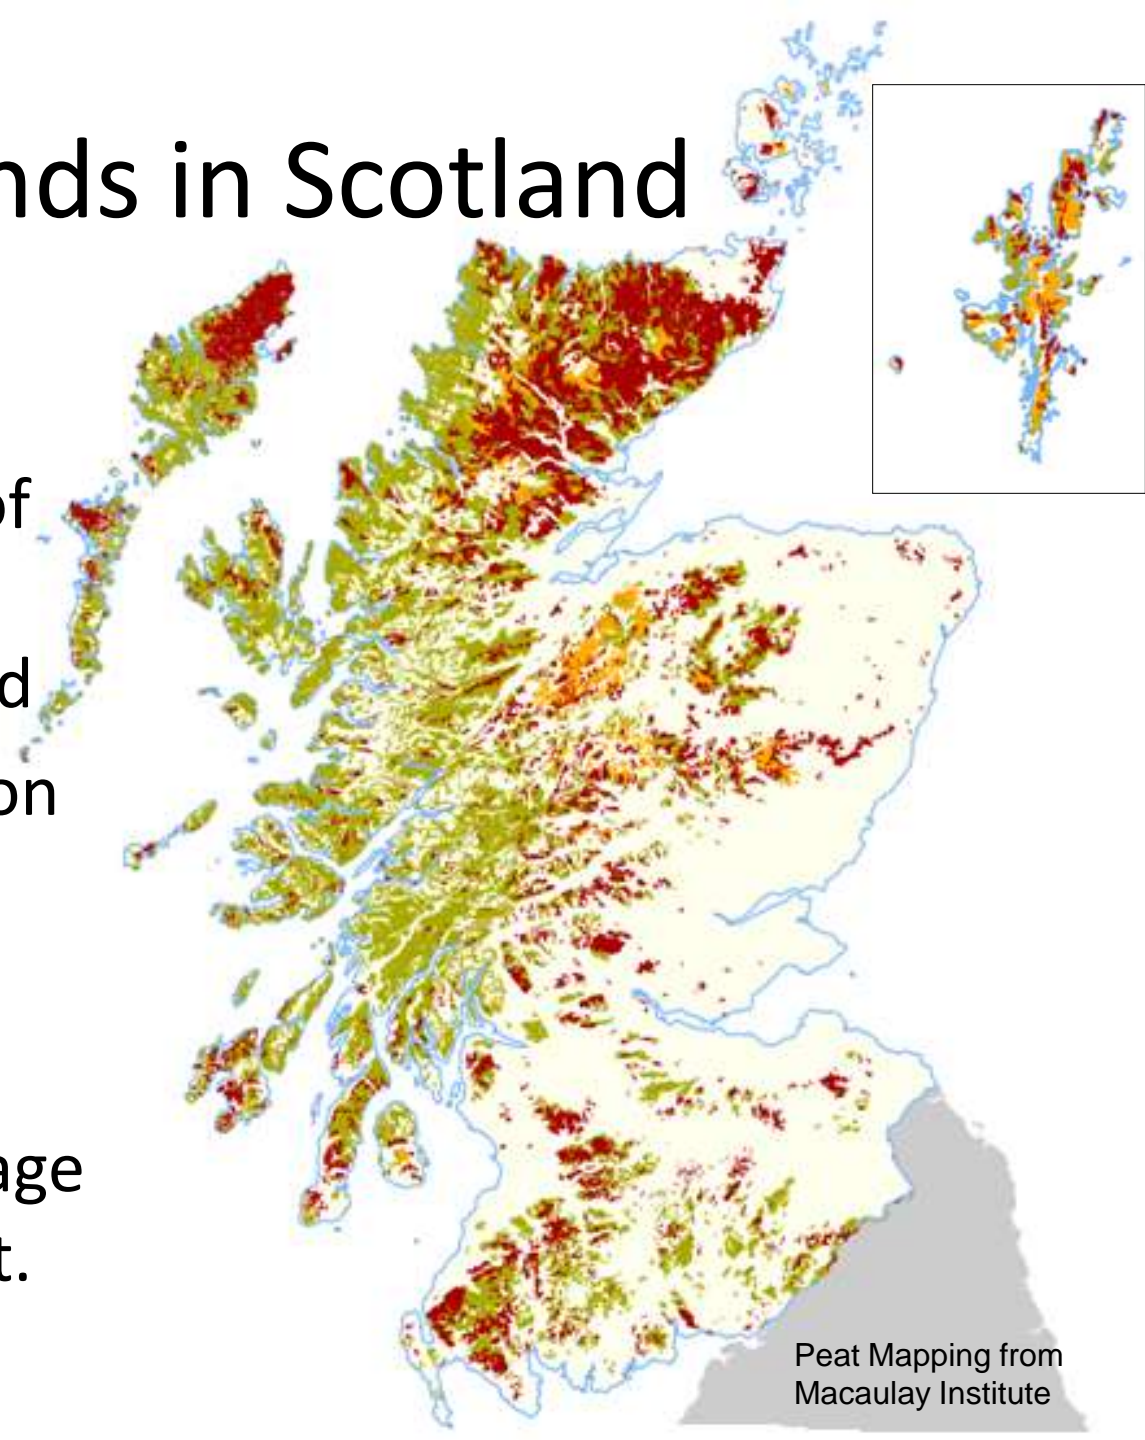 nds in Scotland
of
d
on
age
t.
Peat Mapping from
Macaulay Institute